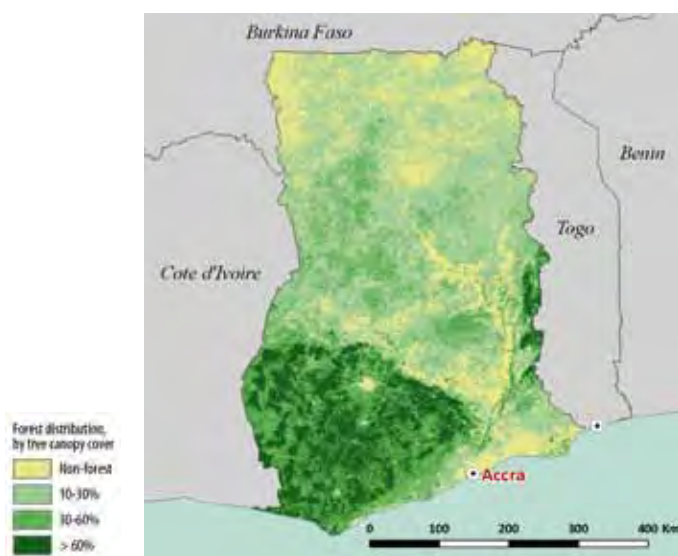 Burkina Faso
Benin
Togo
Cote d'Ivoire
Forest distribution,
by tree canopy cover
Non-forest
10-30%
30-60%
> 60%
Accra
0 100 200 300 400 Km